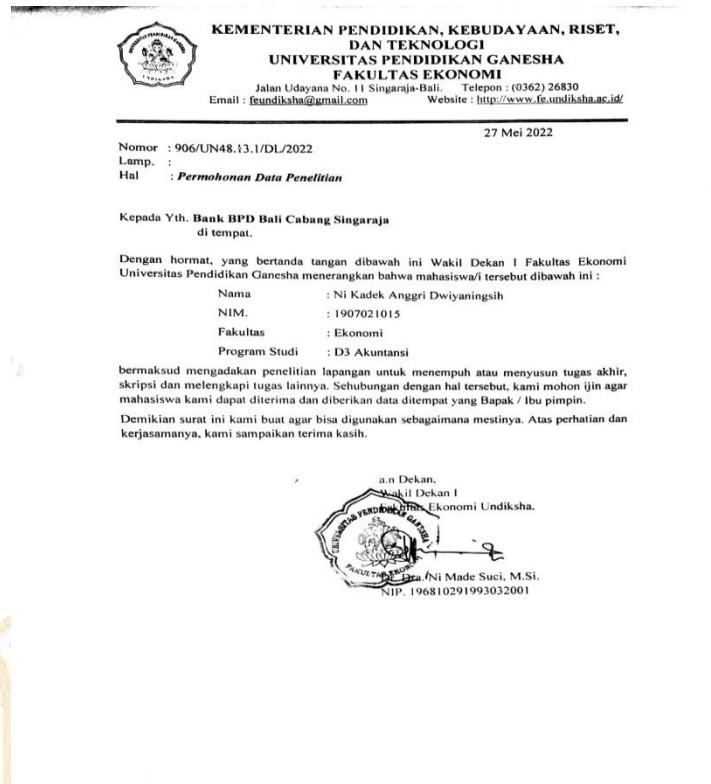 KEMENTERIAN PENDIDIKAN, KEBUDAYAAN, RISET,
DAN TEKNOLOGI
UNIVERSITAS PENDIDIKAN GANESHA
FAKULTAS EKONOMI
Jalan Udayana No. 11 Singaraja-Bali. Telepon : (0362) 26830
Email : feundiksha@gmail.com Website : http://www.fe.undiksha.ac.id/
27 Mei 2022
Nomor : 906/UN48.13.1/DL/2022
Lamp. :
Hal : Permohonan Data Penelitian
Kepada Yth. Bank BPD Bali Cabang Singaraja
di tempat.
Dengan hormat, yang bertanda tangan dibawah ini Wakil Dekan I Fakultas Ekonomi
Universitas Pendidikan Ganesha menerangkan bahwa mahasiswa/i tersebut dibawah ini :
Nama : Ni Kadek Anggri Dwiyaningsih
NIM. : 1907021015
Fakultas : Ekonomi
Program Studi : D3 Akuntansi
bermaksud mengadakan penelitian lapangan untuk menempuh atau menyusun tugas akhir,
skripsi dan melengkapi tugas lainnya. Sehubungan dengan hal tersebut, kami mohon ijin agar
mahasiswa kami dapat diterima dan diberikan data ditempat yang Bapak / Ibu pimpin.
Demikian surat ini kami buat agar bisa digunakan sebagaimana mestinya. Atas perhatian dan
kerjasamanya, kami sampaikan terima kasih.
a.n Dekan,
Wakil Dekan I
Fakultas Ekonomi Undiksha.
UNIVERSITAS PENDIDIKAN GANESHA
FAKULTAS EKONOMI
Dra. Ni Made Suci, M.Si.
NIP. 196810291993032001